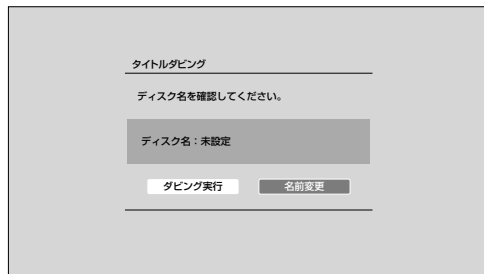 タイトルダビング
ディスク名を確認してください。
ディスク名：未設定
ダビング実行 名前変更